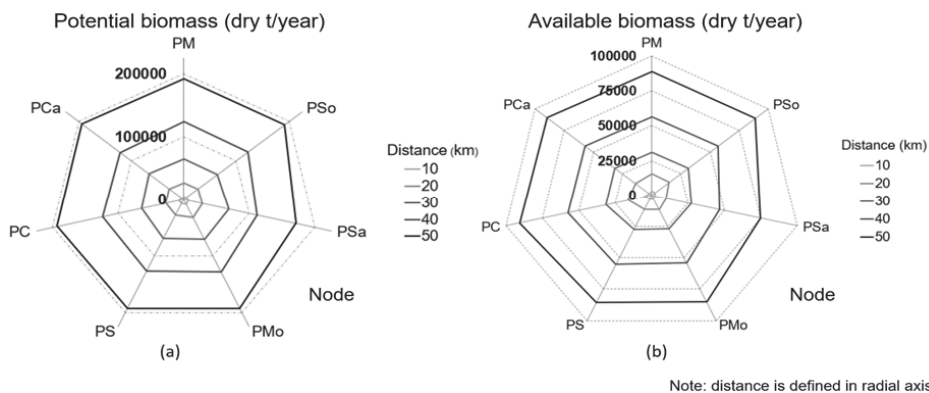 Potential biomass (dry t/year)
PM
200000
PCa
PSo
100000
0
PC
PSa
PS
PMo
Node
Distance (km)
10
20
30
40
50
(a)
Available biomass (dry t/year)
PM
100000
PCa
PSo
75000
50000
25000
0
PC
PSa
PS
PMo
Node
Distance (km)
10
20
30
40
50
(b)
Note: distance is defined in radial axis